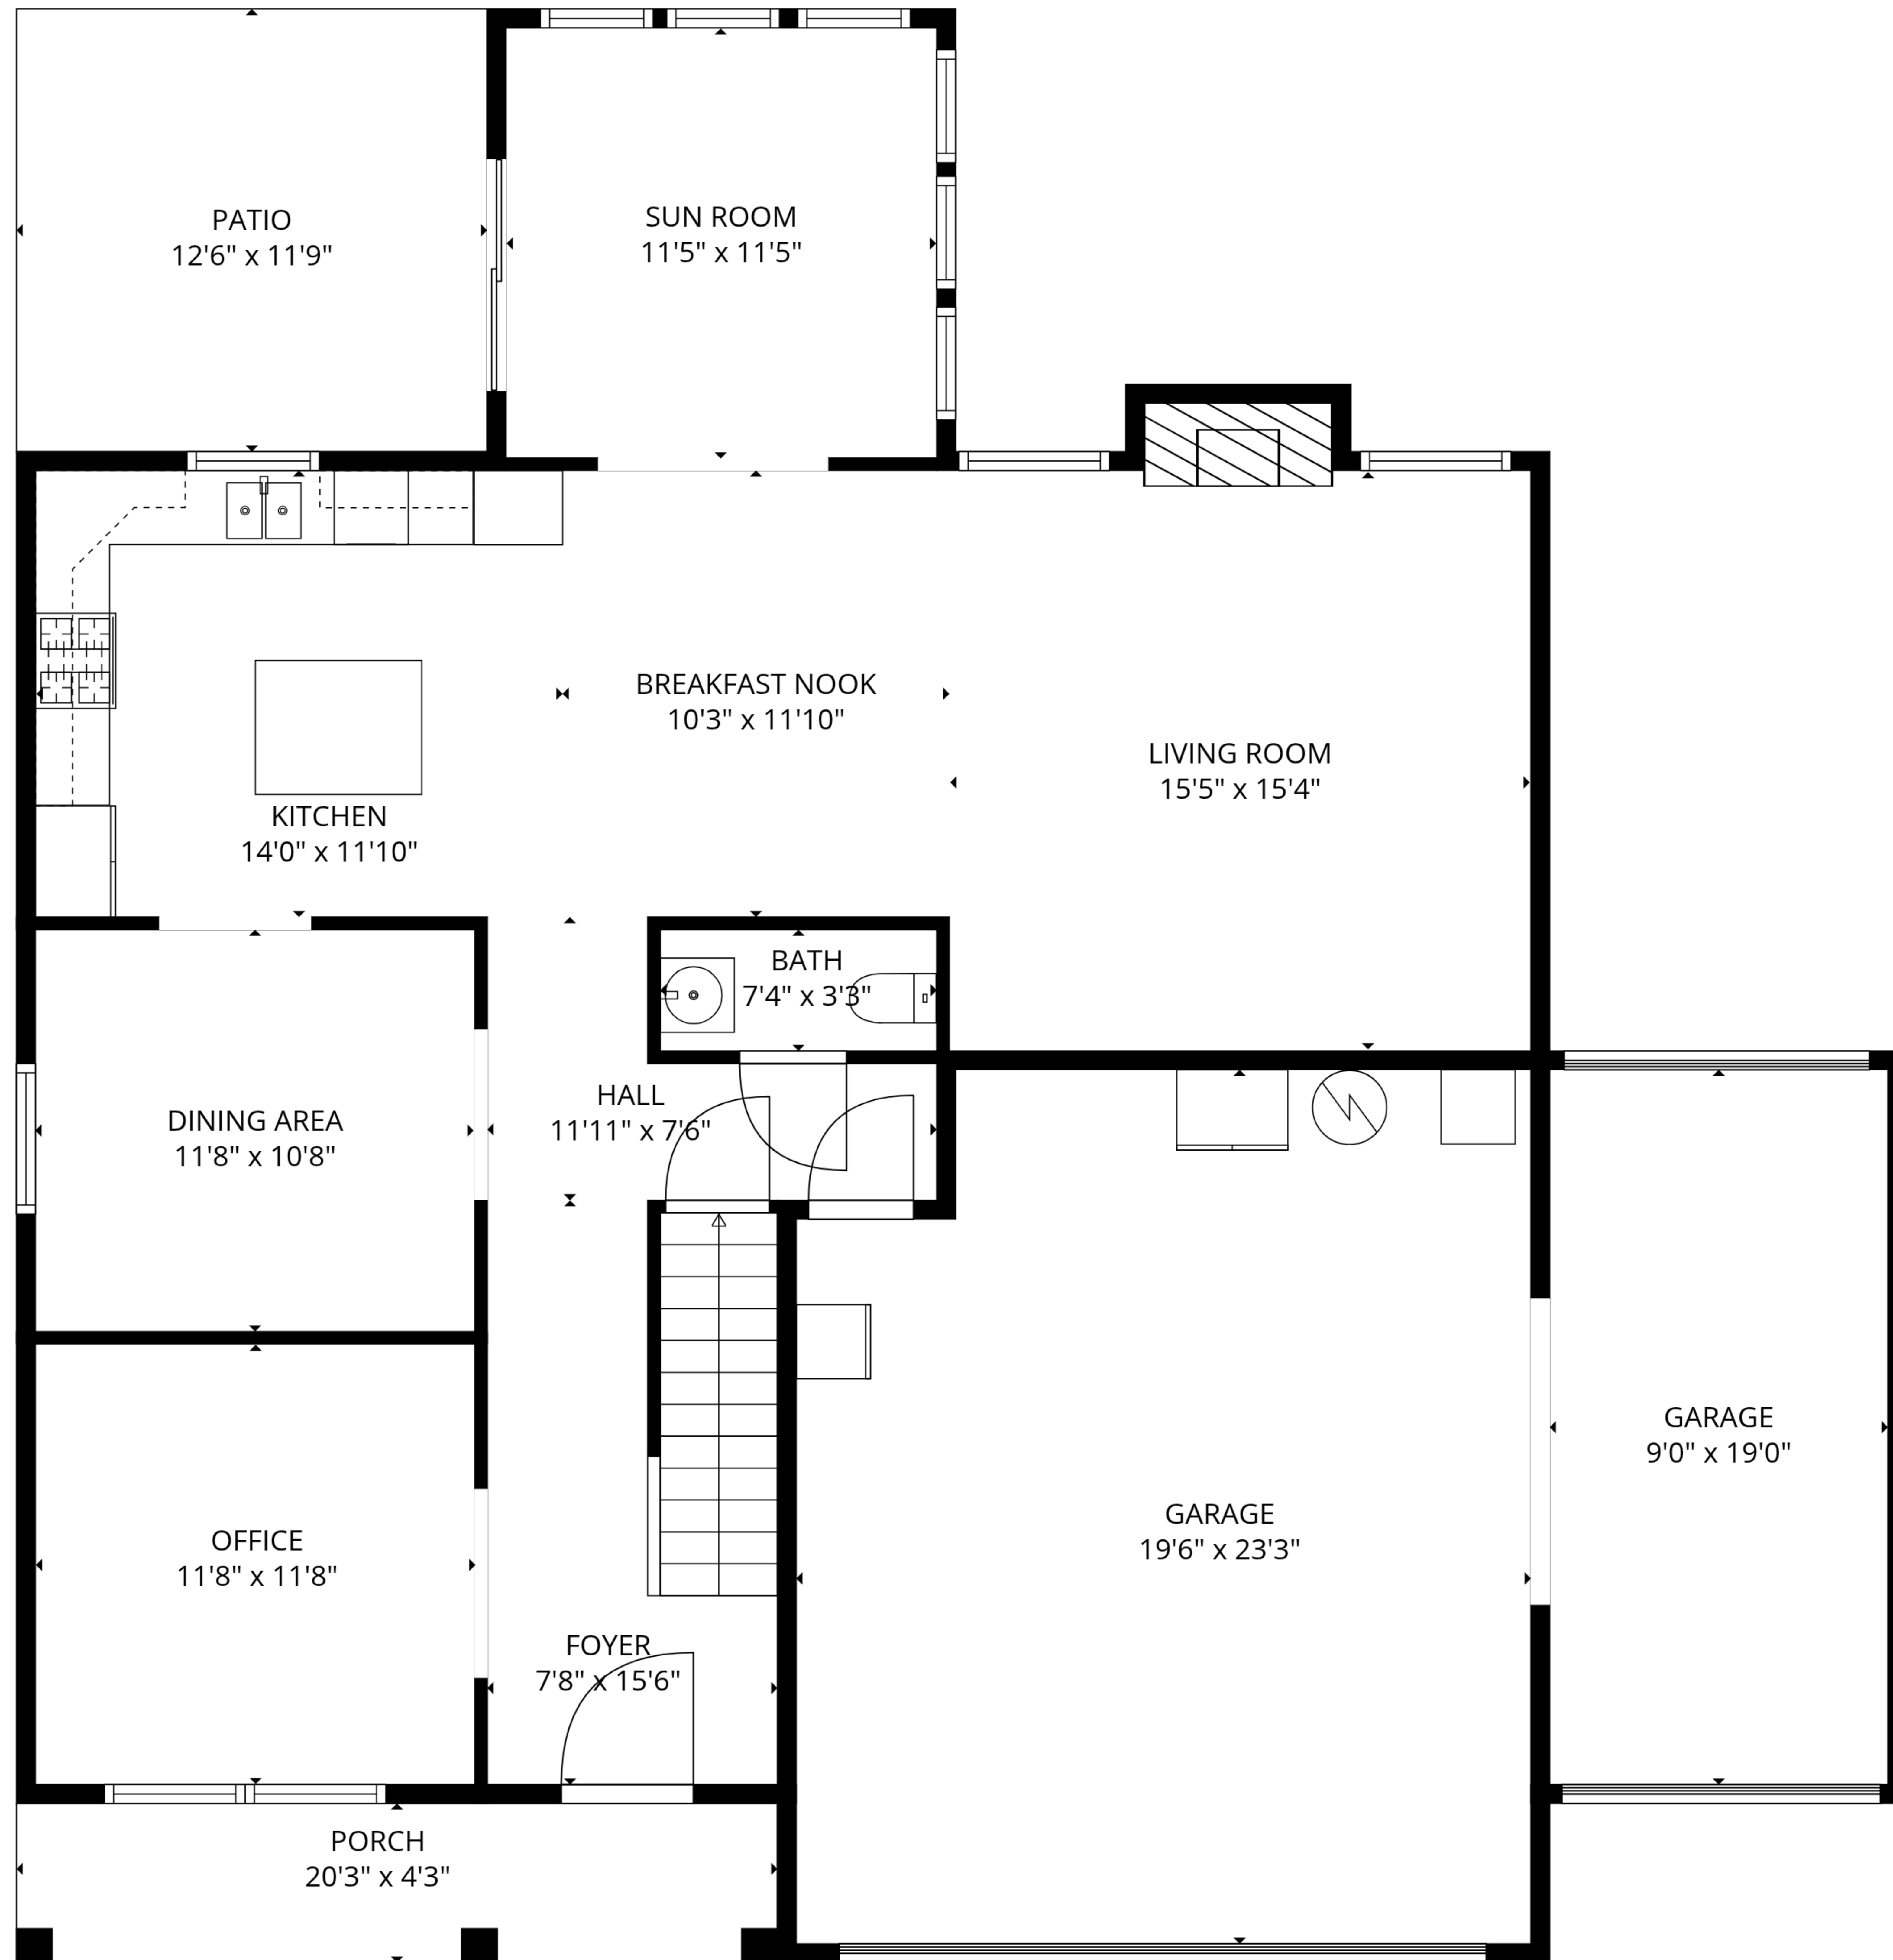 PATIO
12'6" x 11'9"
SUN ROOM
11'5" x 11'5"
BREAKFAST NOOK
10'3" x 11'10"
LIVING ROOM
15'5" x 15'4"
KITCHEN
14'0" x 11'10"
BATH
7'4" x 3'3"
HALL
11'11" x 7'6"
DINING AREA
11'8" x 10'8"
GARAGE
9'0" x 19'0"
GARAGE
19'6" x 23'3"
OFFICE
11'8" x 11'8"
FOYER
7'8" x 15'6"
PORCH
20'3" x 4'3"